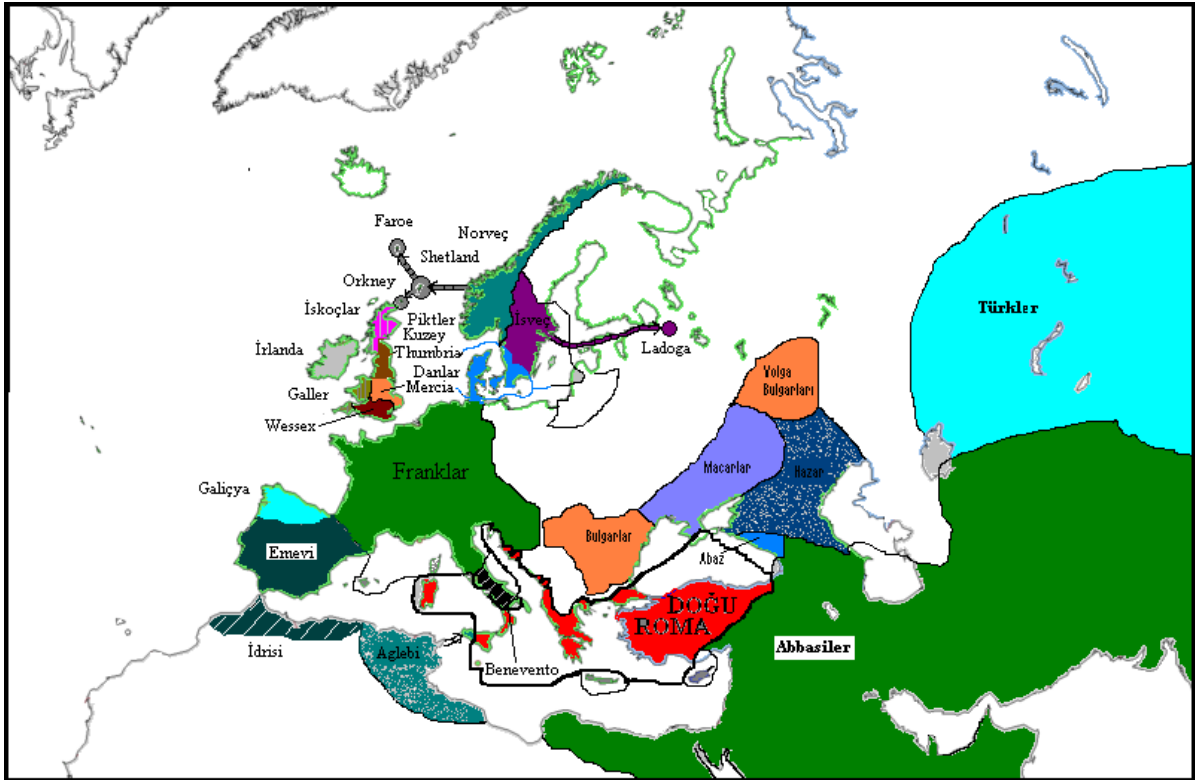 Faroe
Norveç
Shetland
Orkney
İskoçlar
Piktler
Kuzey
Thumbria
İsveç
Ladoga
Türkler
İrlanda
Danlar
Galler
Mercia
Wessex
Volga
Bulgarları
Franklar
Macarlar
Hazar
Galiçya
Emevi
Bulgarlar
Abaz
DOĞU
ROMA
İdrisi
Aglebi
Benevento
Abbasiler